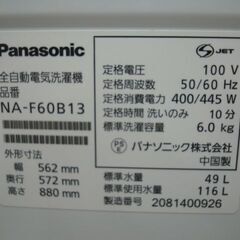 Panasonic
全自動電気洗濯機
品番
NA-F60B13
外形寸法
幅 562 mm
奥行 572 mm
高さ 880 mm
S JET
定格電圧 100 V
定格周波数 50/60 Hz
定格消費電力 400/445 W
定格時間 洗いのみ 10 分
標準洗濯容量 6.0 kg
パナソニック株式会社
中国製
標準水量 49 L
標準使用水量 116 L
製造番号 2081400926